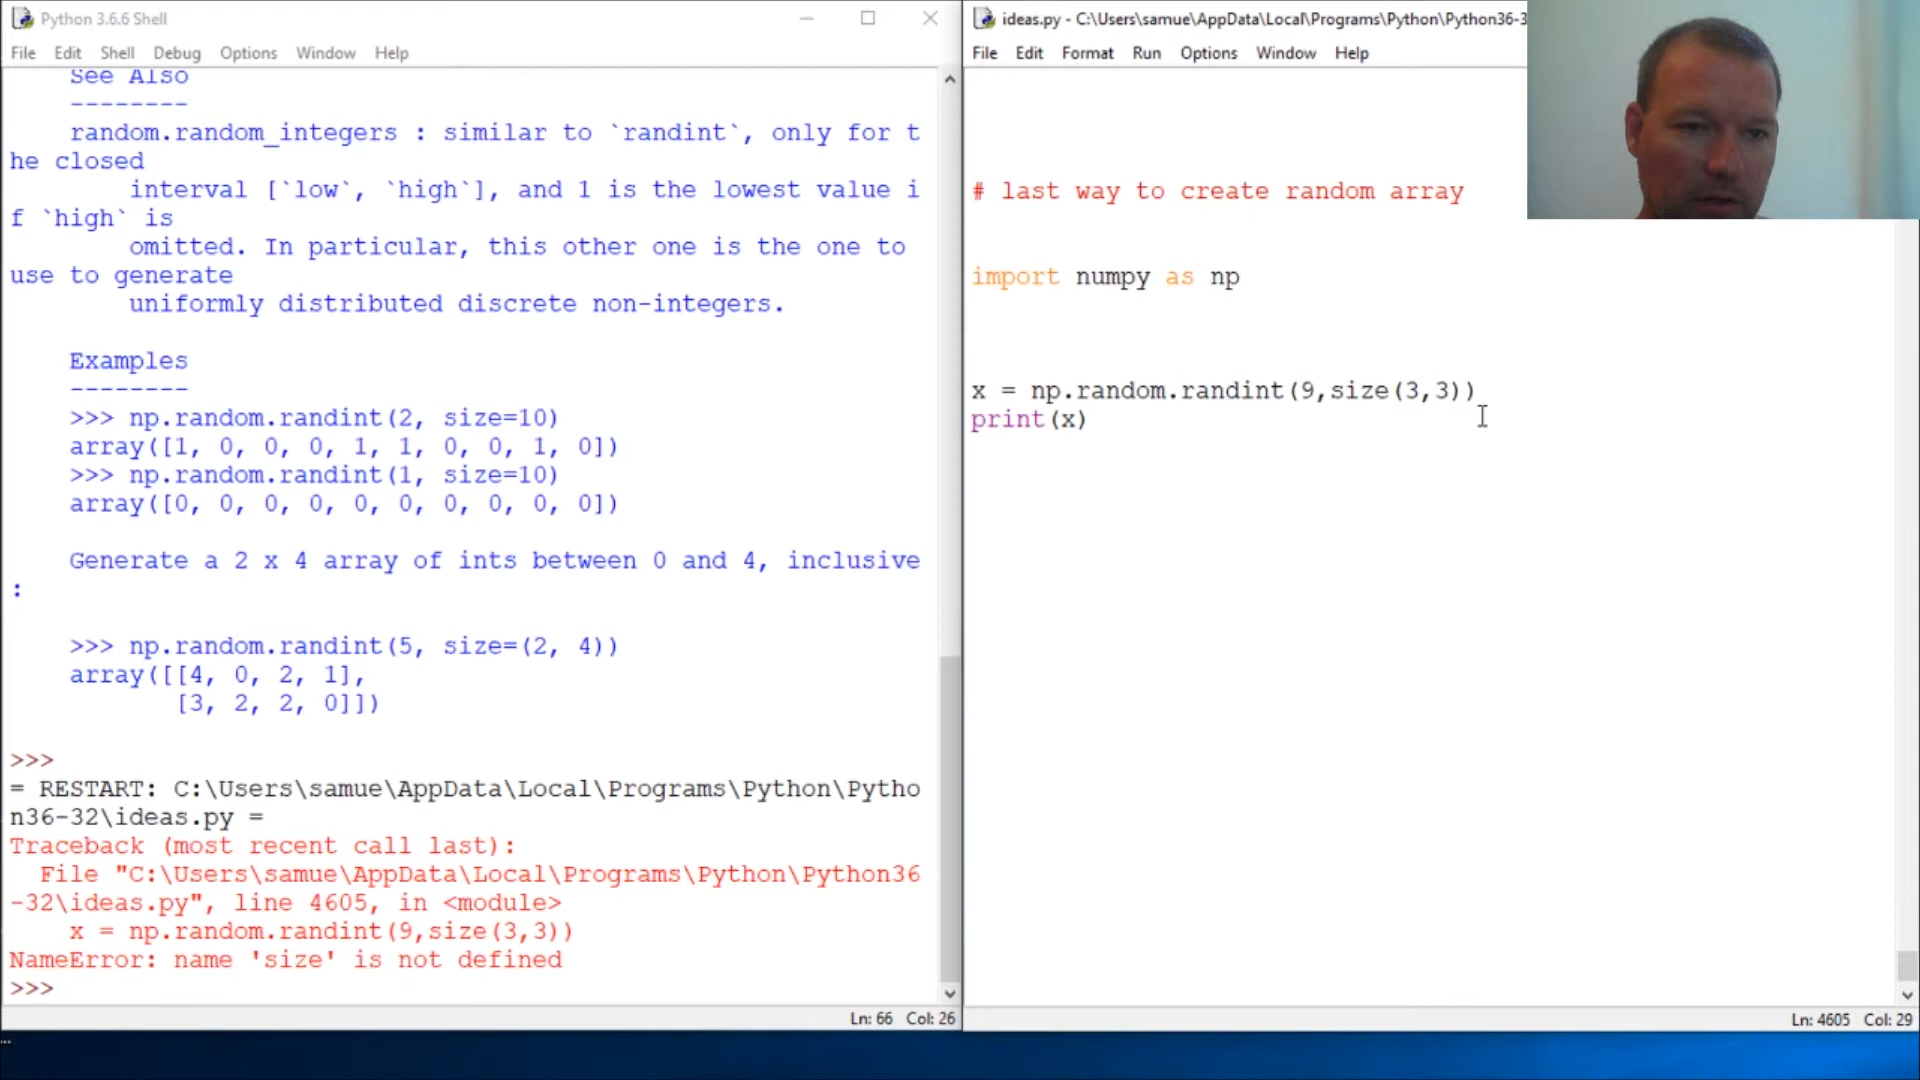 Python 3.6.6 Shell
File Edit Shell Debug Options Window Help
See Also
--------
random.random_integers : similar to `randint`, only for t
he closed
interval [`low`, `high`], and 1 is the lowest value i
f `high` is
omitted. In particular, this other one is the one to
use to generate
uniformly distributed discrete non-integers.
Examples
--------
>>> np.random.randint(2, size=10)
array([1, 0, 0, 0, 1, 1, 0, 0, 1, 0])
>>> np.random.randint(1, size=10)
array([0, 0, 0, 0, 0, 0, 0, 0, 0, 0])
Generate a 2 x 4 array of ints between 0 and 4, inclusive
:
>>> np.random.randint(5, size=(2, 4))
array([[4, 0, 2, 1],
[3, 2, 2, 0]])
>>>
= RESTART: C:\Users\samue\AppData\Local\Programs\Python\Pytho
n36-32\ideas.py =
Traceback (most recent call last):
File "C:\Users\samue\AppData\Local\Programs\Python\Python36
-32\ideas.py", line 4605, in <module>
x = np.random.randint(9,size(3,3))
NameError: name 'size' is not defined
>>>
Ln: 66 Col: 26
ideas.py - C:\Users\samue\AppData\Local\Programs\Python\Python36-3
File Edit Format Run Options Window Help
# last way to create random array
import numpy as np
x = np.random.randint(9,size(3,3))
print(x)
Ln: 4605 Col: 29